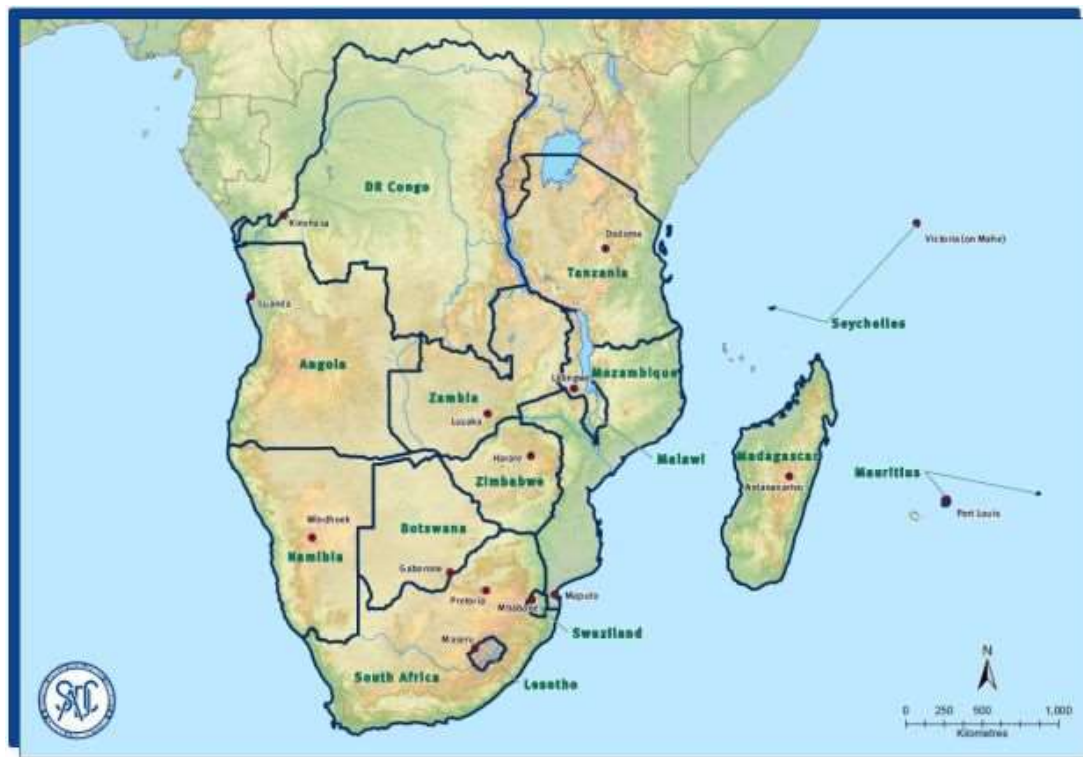 DR Congo
Kinshasa
Dodoma
Victoria (on Mahe)
Tanzania
Luanda
Seychelles
Angola
Mozambique
Lilongwe
Zambia
Lusaka
Malawi
Madagascar
Harare
Mauritius
Zimbabwe
Antananarivo
Port Louis
Windhoek
Botswana
Namibia
Gaborone
Pretoria
Mbabane
Maputo
Swaziland
Maseru
South Africa
Lesotho
N
0 250 500 1,000
Kilometres